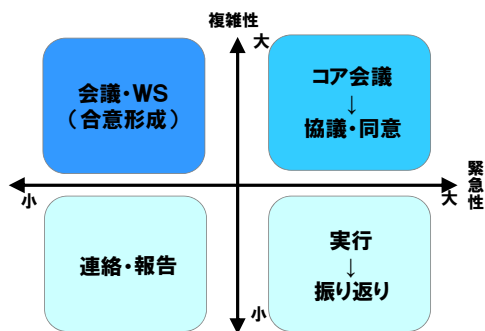 複雑性
大
会議・WS
（合意形成）
コア会議
↓
協議・同意
緊急性
小
大
連絡・報告
実行
↓
振り返り
小